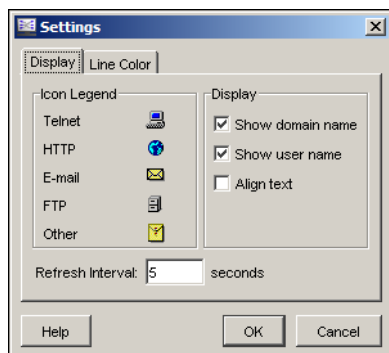 Settings
Display Line Color
Icon Legend
Telnet
HTTP
E-mail
FTP
Other
Display
Show domain name
Show user name
Align text
Refresh Interval: 5 seconds
Help OK Cancel